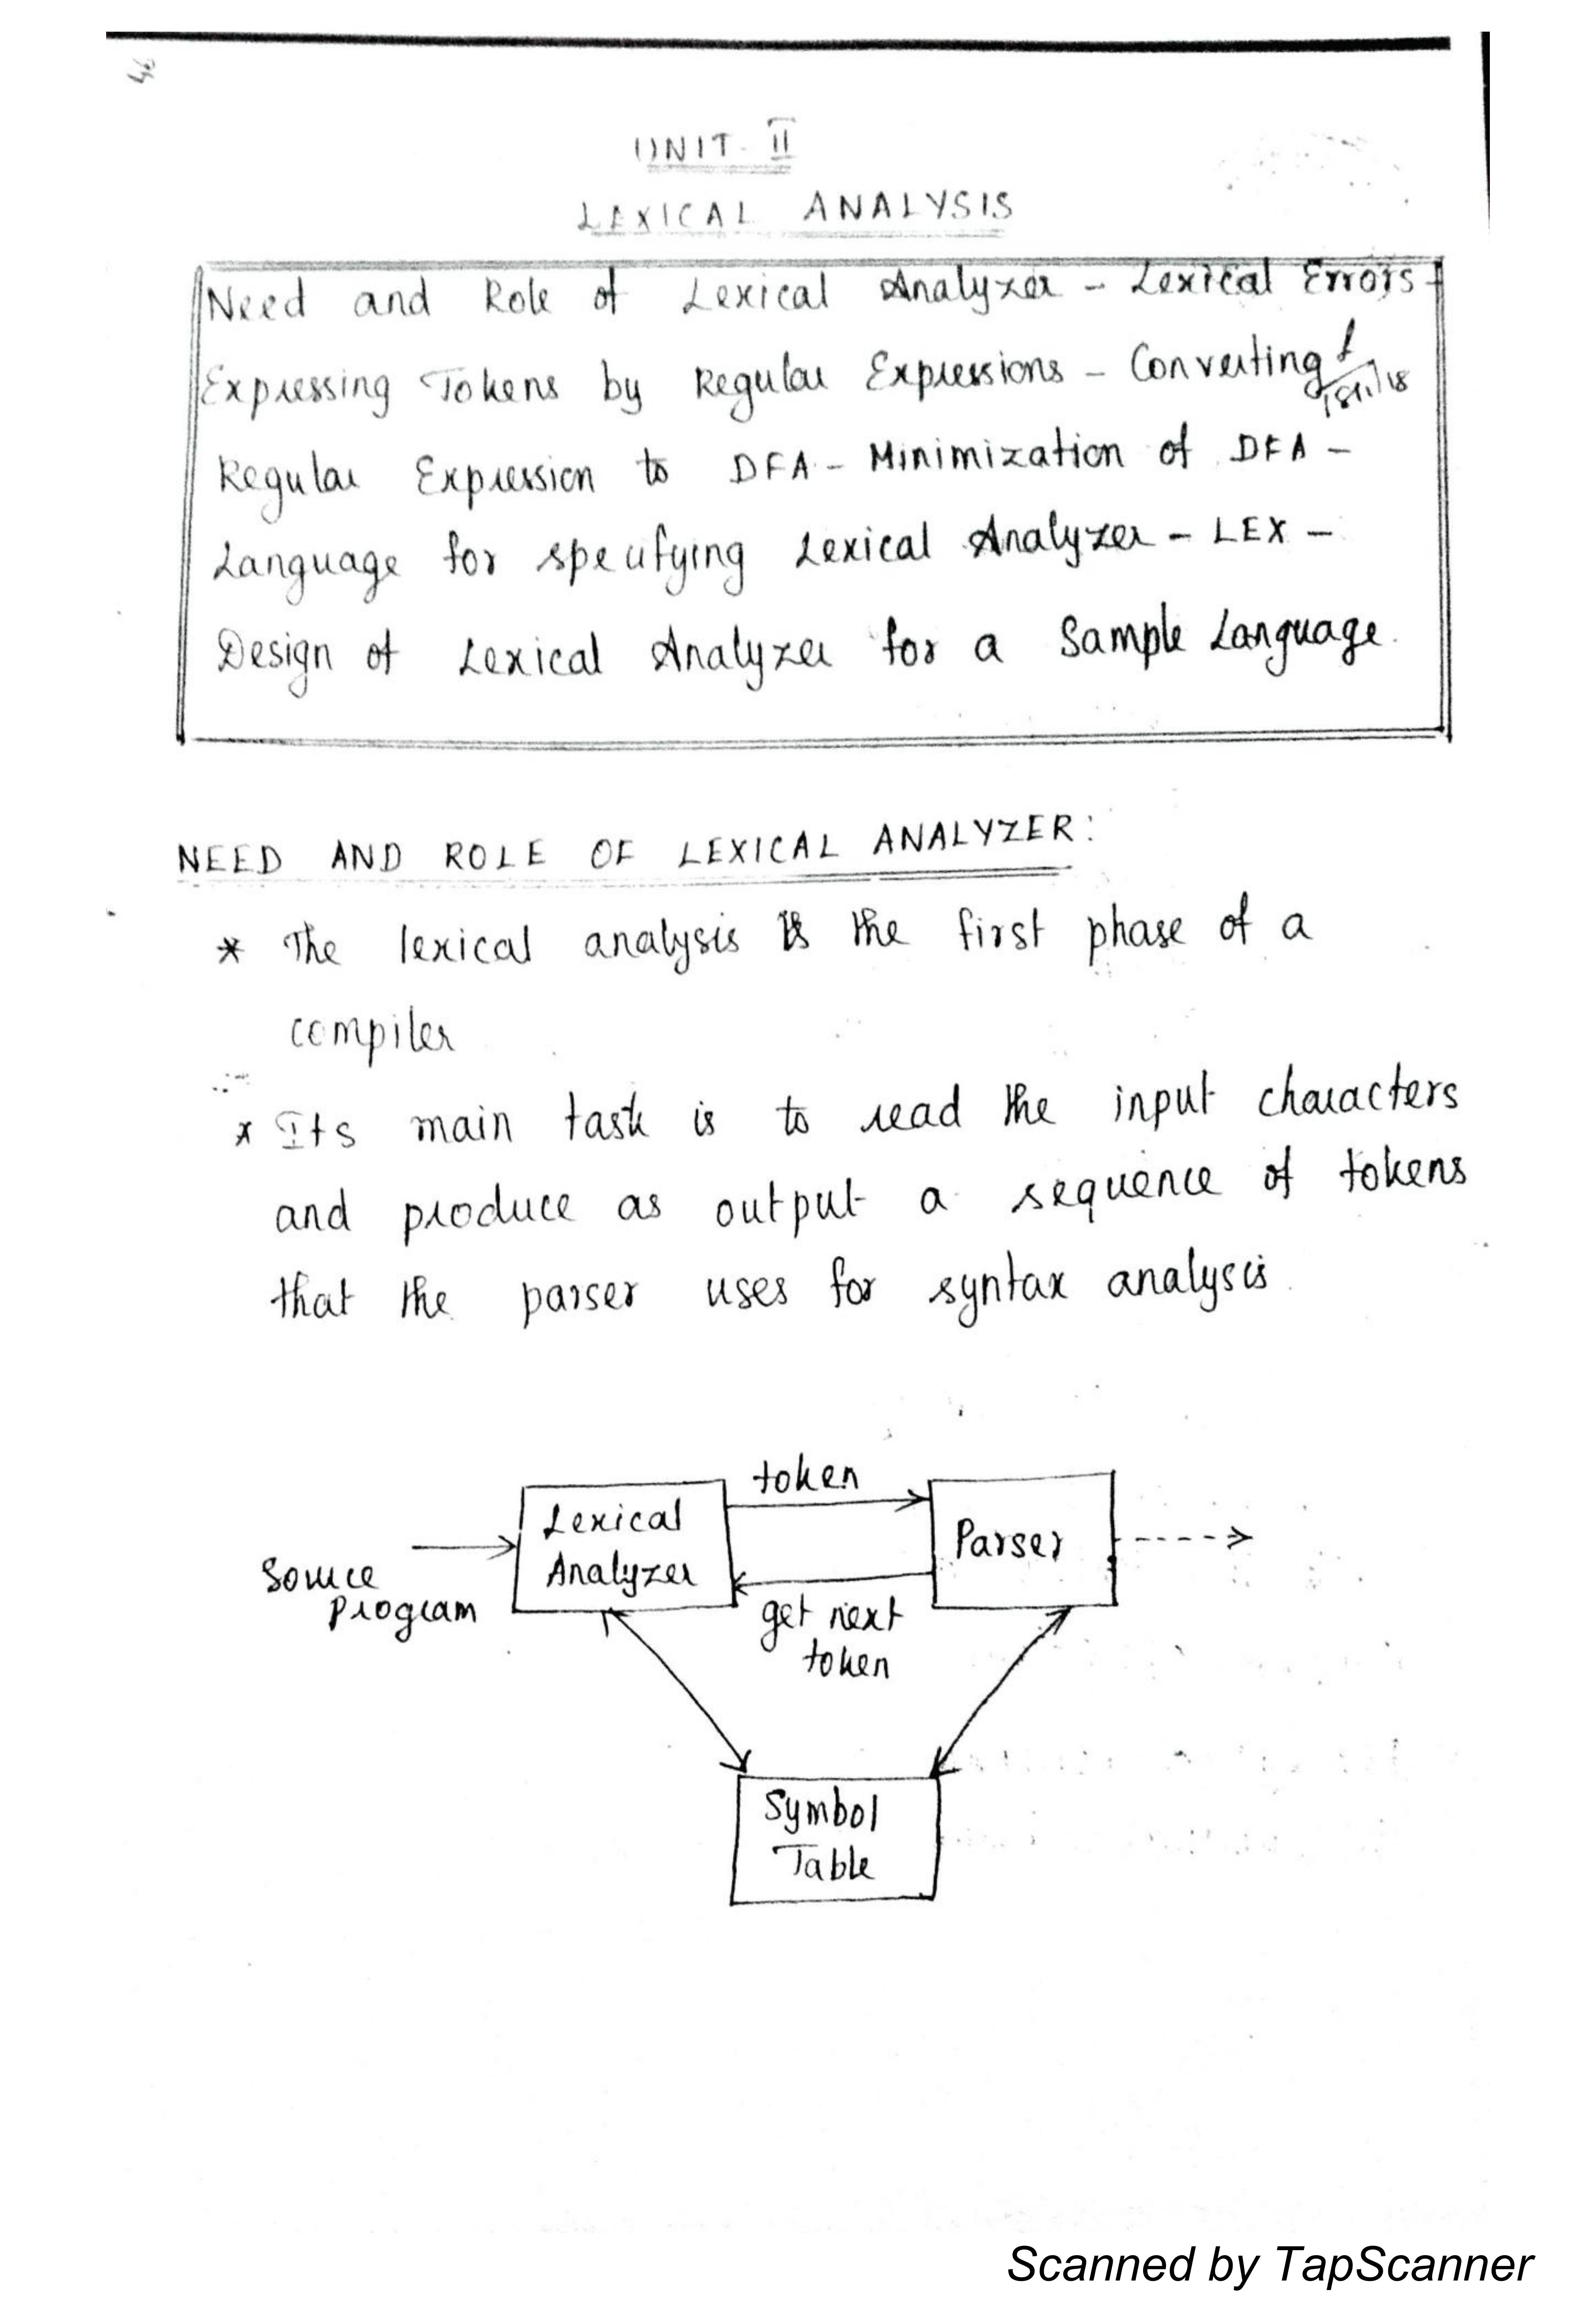 UNIT - II
LEXICAL ANALYSIS
Need and Role of Lexical Analyzer - Lexical Errors -
Expressing Tokens by Regular Expressions - Converting
Regular Expression to DFA - Minimization of DFA -
Language for specifying Lexical Analyzer - LEX -
Design of Lexical Analyzer for a Sample Language.
NEED AND ROLE OF LEXICAL ANALYZER:
* The lexical analysis is the first phase of a
compiler
* Its main task is to read the input characters
and produce as output a sequence of tokens
that the parser uses for syntax analysis.
token
Lexical
Analyzer
Parser
Source
Program
get next
token
Symbol
Table
Scanned by TapScanner